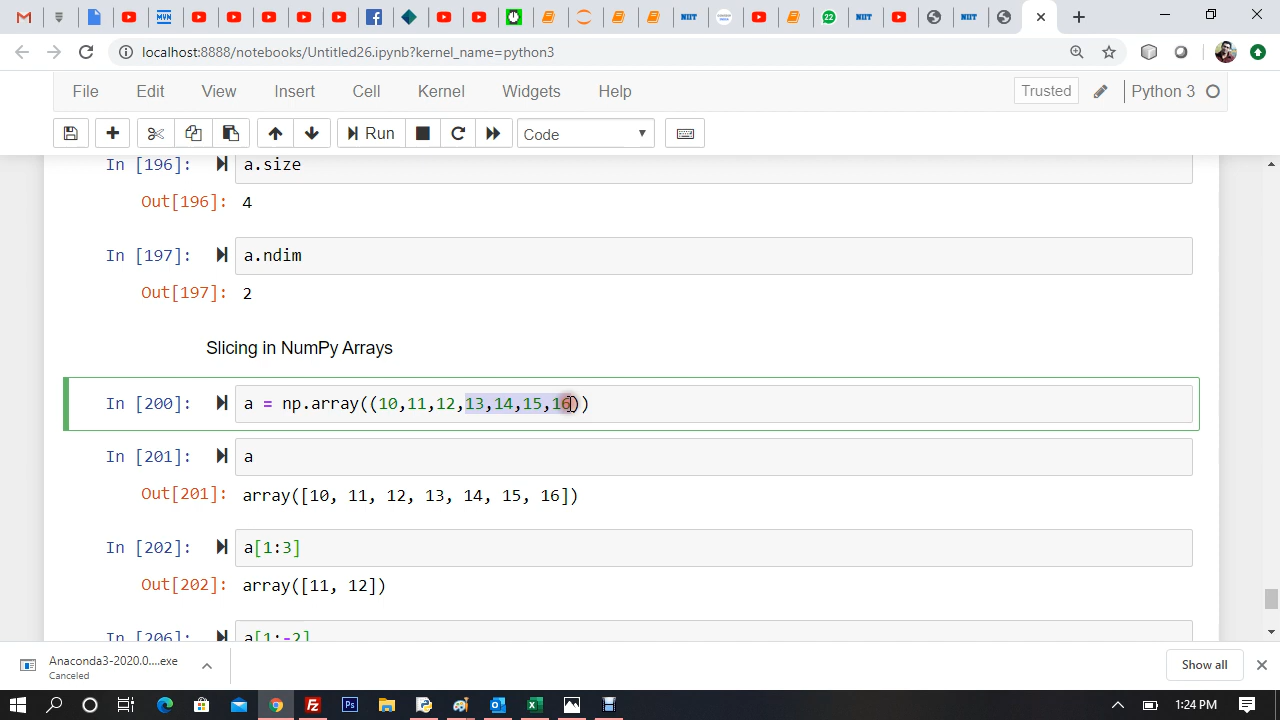 localhost:8888/notebooks/Untitled26.ipynb?kernel_name=python3
File Edit View Insert Cell Kernel Widgets Help Trusted Python 3
Run Code
In [196]: a.size
Out[196]: 4
In [197]: a.ndim
Out[197]: 2
Slicing in NumPy Arrays
In [200]: a = np.array((10,11,12,13,14,15,16))
In [201]: a
Out[201]: array([10, 11, 12, 13, 14, 15, 16])
In [202]: a[1:3]
Out[202]: array([11, 12])
In [206]: a[1:-2]
Anaconda3-2020.0....exe
Canceled
Show all
1:24 PM